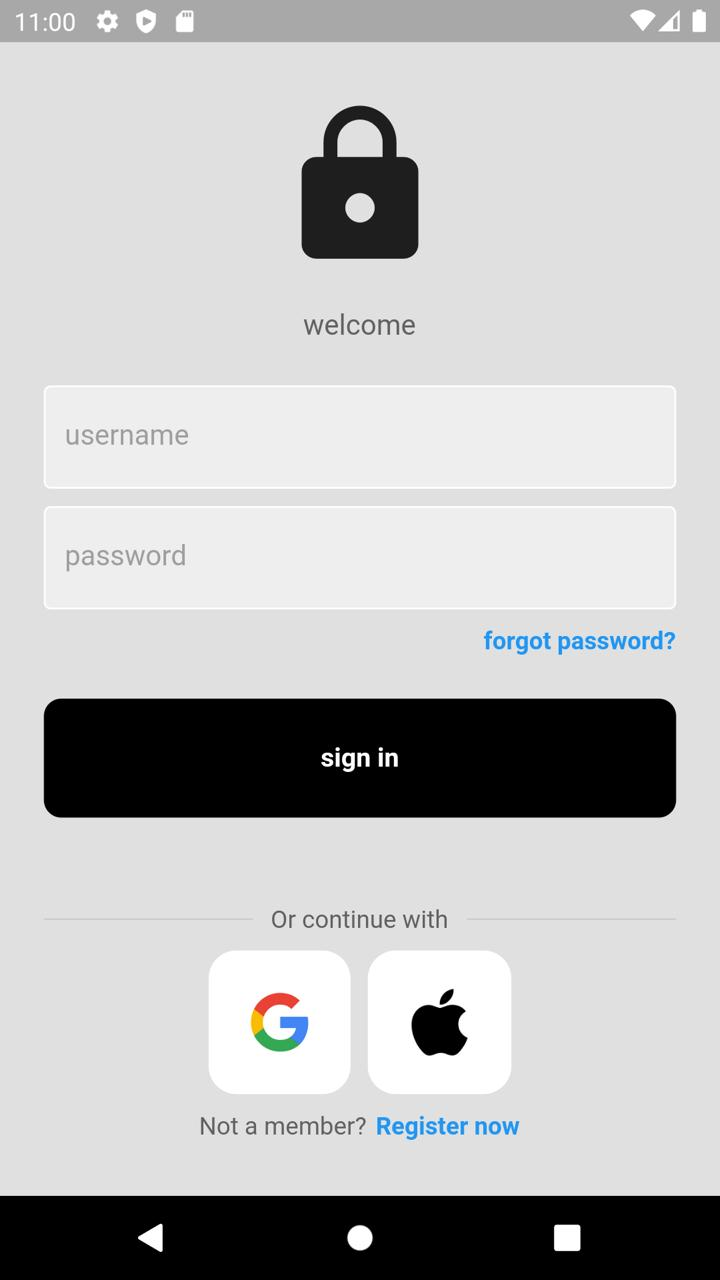 11:00
welcome
username
password
forgot password?
sign in
Or continue with
Not a member? Register now